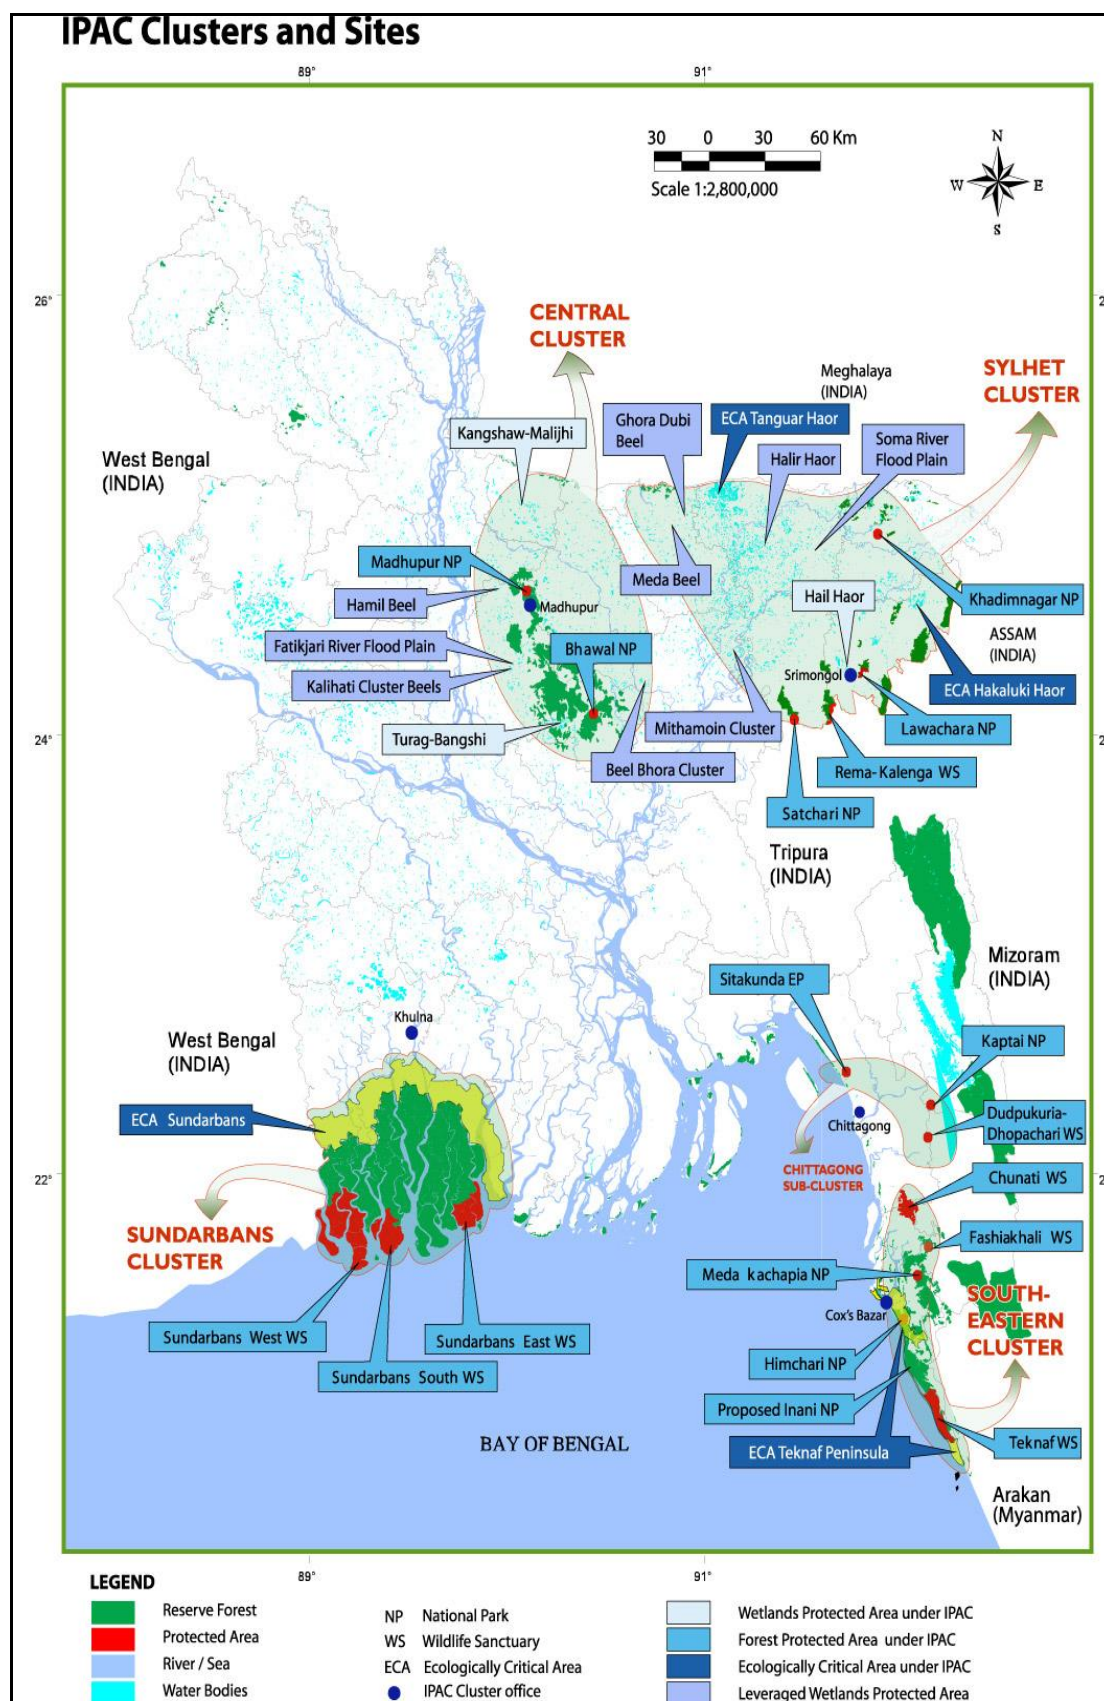 IPAC Clusters and Sites
89°
91°
30 0 30 60 Km
Scale 1:2,800,000
N
W E
S
26°
2
CENTRAL
CLUSTER
Meghalaya
(INDIA)
SYLHET
CLUSTER
Kangshaw-Malijhi
Ghora Dubi
Beel
ECA Tanguar Haor
Halir Haor
Soma River
Flood Plain
West Bengal
(INDIA)
Madhupur NP
Hamil Beel
Madhupur
Meda Beel
Hail Haor
Khadimnagar NP
ASSAM
(INDIA)
Fatikjari River Flood Plain
Bhawal NP
Kalihati Cluster Beels
Srimongol
ECA Hakaluki Haor
Turag-Bangshi
Mithamoin Cluster
Lawachara NP
24°
2
Beel Bhora Cluster
Rema-Kalenga WS
Satchari NP
Tripura
(INDIA)
Mizoram
(INDIA)
Sitakunda EP
Khulna
West Bengal
(INDIA)
Kaptai NP
ECA Sundarbans
Chittagong
Dudpukuria-
Dhopachari WS
CHITTAGONG
SUB-CLUSTER
22°
2
Chunati WS
SUNDARBANS
CLUSTER
Fashiakhali WS
Meda kachapia NP
SOUTH-
EASTERN
CLUSTER
Cox's Bazar
Sundarbans West WS
Sundarbans East WS
Sundarbans South WS
Himchari NP
Proposed Inani NP
BAY OF BENGAL
ECA Teknaf Peninsula
Teknaf WS
Arakan
(Myanmar)
89°
91°
LEGEND
Reserve Forest
Protected Area
River / Sea
Water Bodies
NP National Park
WS Wildlife Sanctuary
ECA Ecologically Critical Area
IPAC Cluster office
Wetlands Protected Area under IPAC
Forest Protected Area under IPAC
Ecologically Critical Area under IPAC
Leveraged Wetlands Protected Area